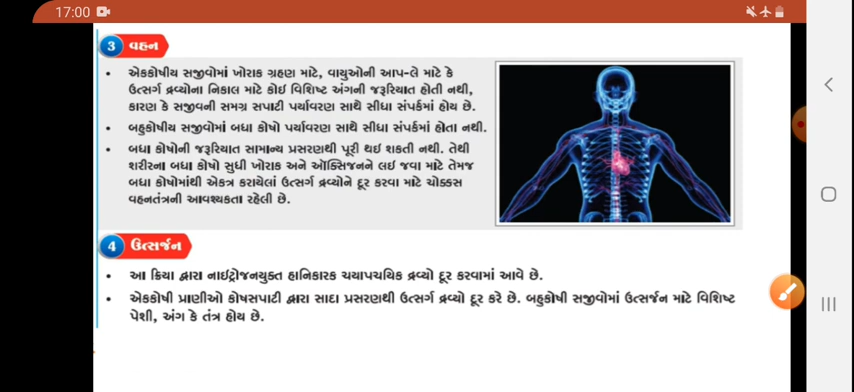 17:00
3 વહન
• એકકોષીય સજીવોમાં ખોરાક ગ્રહણ માટે, વાયુઓની આપ-લે માટે કે
ઉત્સર્ગ દ્રવ્યોના નિકાલ માટે કોઈ વિશિષ્ટ અંગની જરૂરિયાત હોતી નથી,
કારણ કે સજીવની સમગ્ર સપાટી પર્યાવરણ સાથે સીધા સંપર્કમાં હોય છે.
• બહુકોષીય સજીવોમાં બધા કોષો પર્યાવરણ સાથે સીધા સંપર્કમાં હોતા નથી.
• બધા કોષોની જરૂરિયાત સામાન્ય પ્રસરણથી પૂરી થઈ શકતી નથી. તેથી
શરીરના બધા કોષો સુધી ખોરાક અને ઑક્સિજનને લઈ જવા માટે તેમજ
બધા કોષોમાંથી એકત્ર કરાયેલાં ઉત્સર્ગ દ્રવ્યોને દૂર કરવા માટે ચોક્કસ
વહનતંત્રની આવશ્યકતા રહેલી છે.
4 ઉત્સર્જન
• આ ક્રિયા દ્વારા નાઈટ્રોજનયુક્ત હાનિકારક ચયાપચયિક દ્રવ્યો દૂર કરવામાં આવે છે.
• એકકોષી પ્રાણીઓ કોષસપાટી દ્વારા સાદા પ્રસરણથી ઉત્સર્ગ દ્રવ્યો દૂર કરે છે. બહુકોષી સજીવોમાં ઉત્સર્જન માટે વિશિષ્ટ
પેશી, અંગ કે તંત્ર હોય છે.